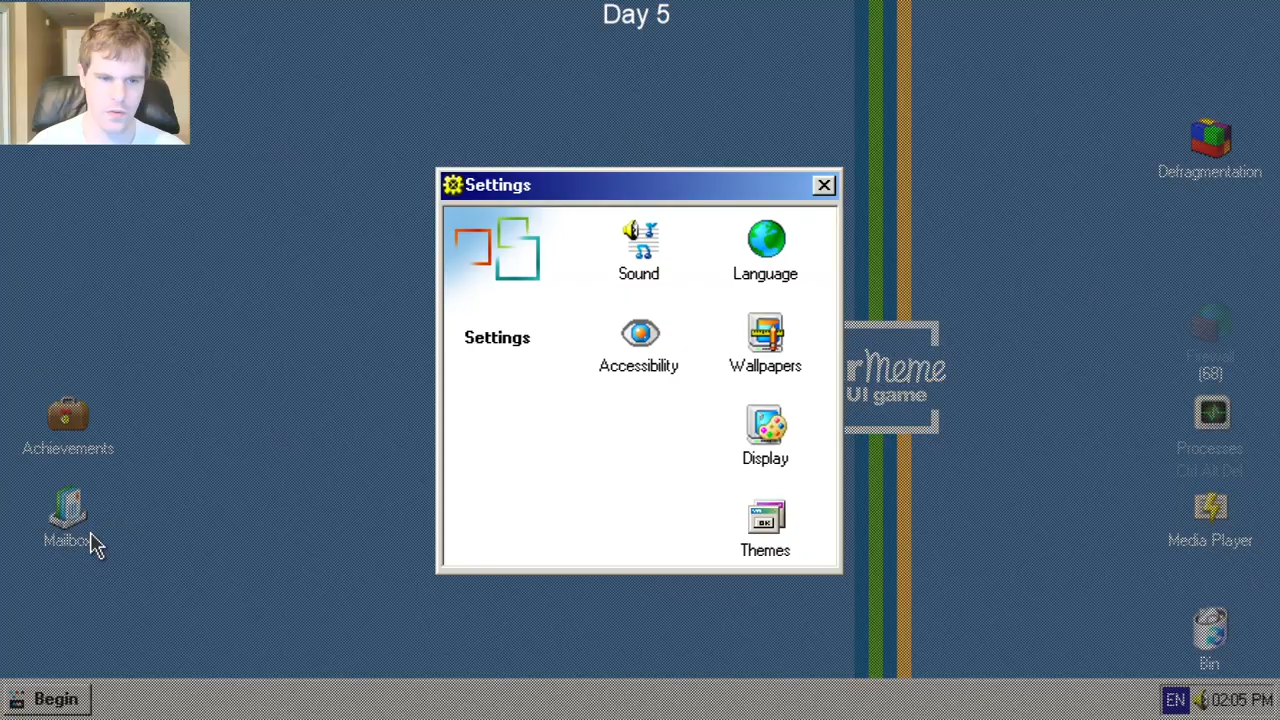 Day 5
Defragmentation
Settings
Sound
Language
Settings
Accessibility
Wallpapers
rMeme
UI game
(68)
Achievements
Processes
Ctrl Alt Del
Display
Mailbox
Media Player
Themes
Bin
Begin
EN
02:05 PM